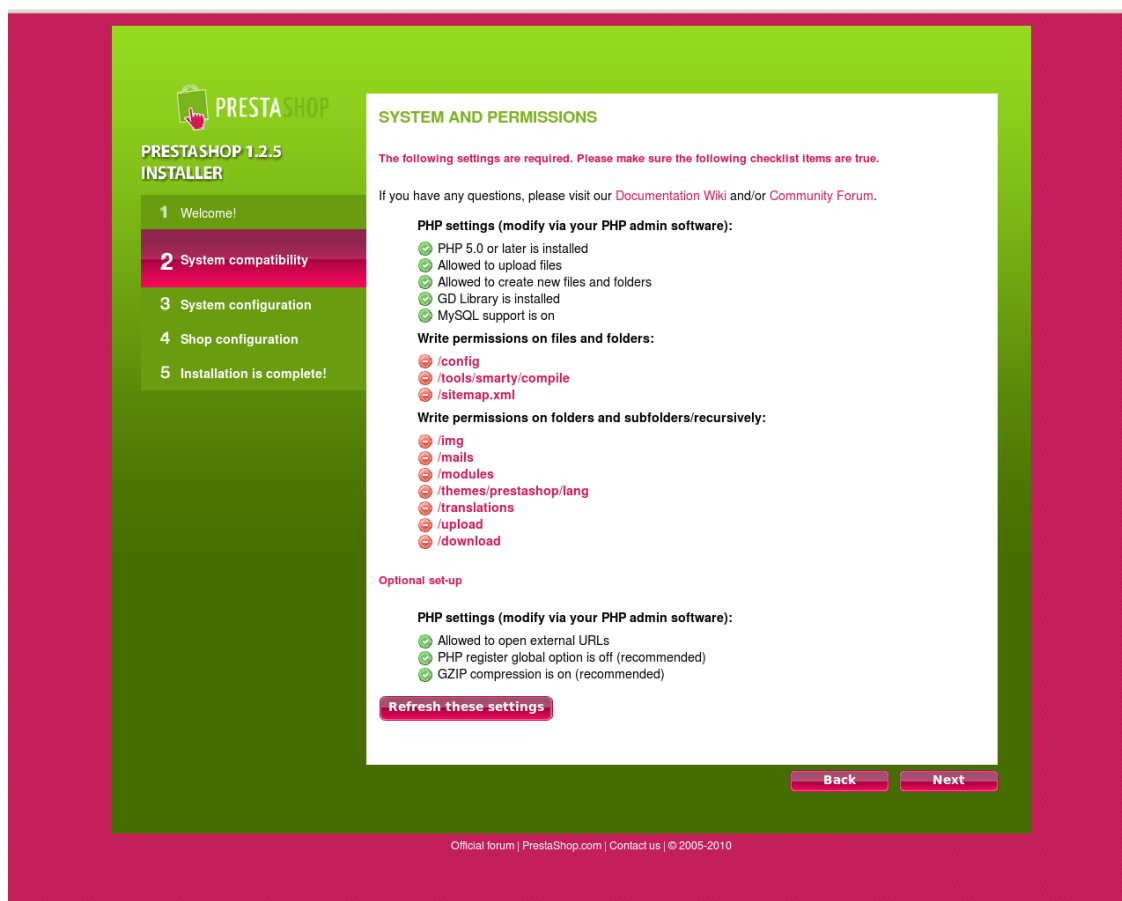 PRESTASHOP
PRESTASHOP 1.2.5
INSTALLER
1 Welcome!
2 System compatibility
3 System configuration
4 Shop configuration
5 Installation is complete!
SYSTEM AND PERMISSIONS
The following settings are required. Please make sure the following checklist items are true.
If you have any questions, please visit our Documentation Wiki and/or Community Forum.
PHP settings (modify via your PHP admin software):
PHP 5.0 or later is installed
Allowed to upload files
Allowed to create new files and folders
GD Library is installed
MySQL support is on
Write permissions on files and folders:
/config
/tools/smarty/compile
/sitemap.xml
Write permissions on folders and subfolders/recursively:
/img
/mails
/modules
/themes/prestashop/lang
/translations
/upload
/download
Optional set-up
PHP settings (modify via your PHP admin software):
Allowed to open external URLs
PHP register global option is off (recommended)
GZIP compression is on (recommended)
Refresh these settings
Back Next
Official forum | PrestaShop.com | Contact us | © 2005-2010